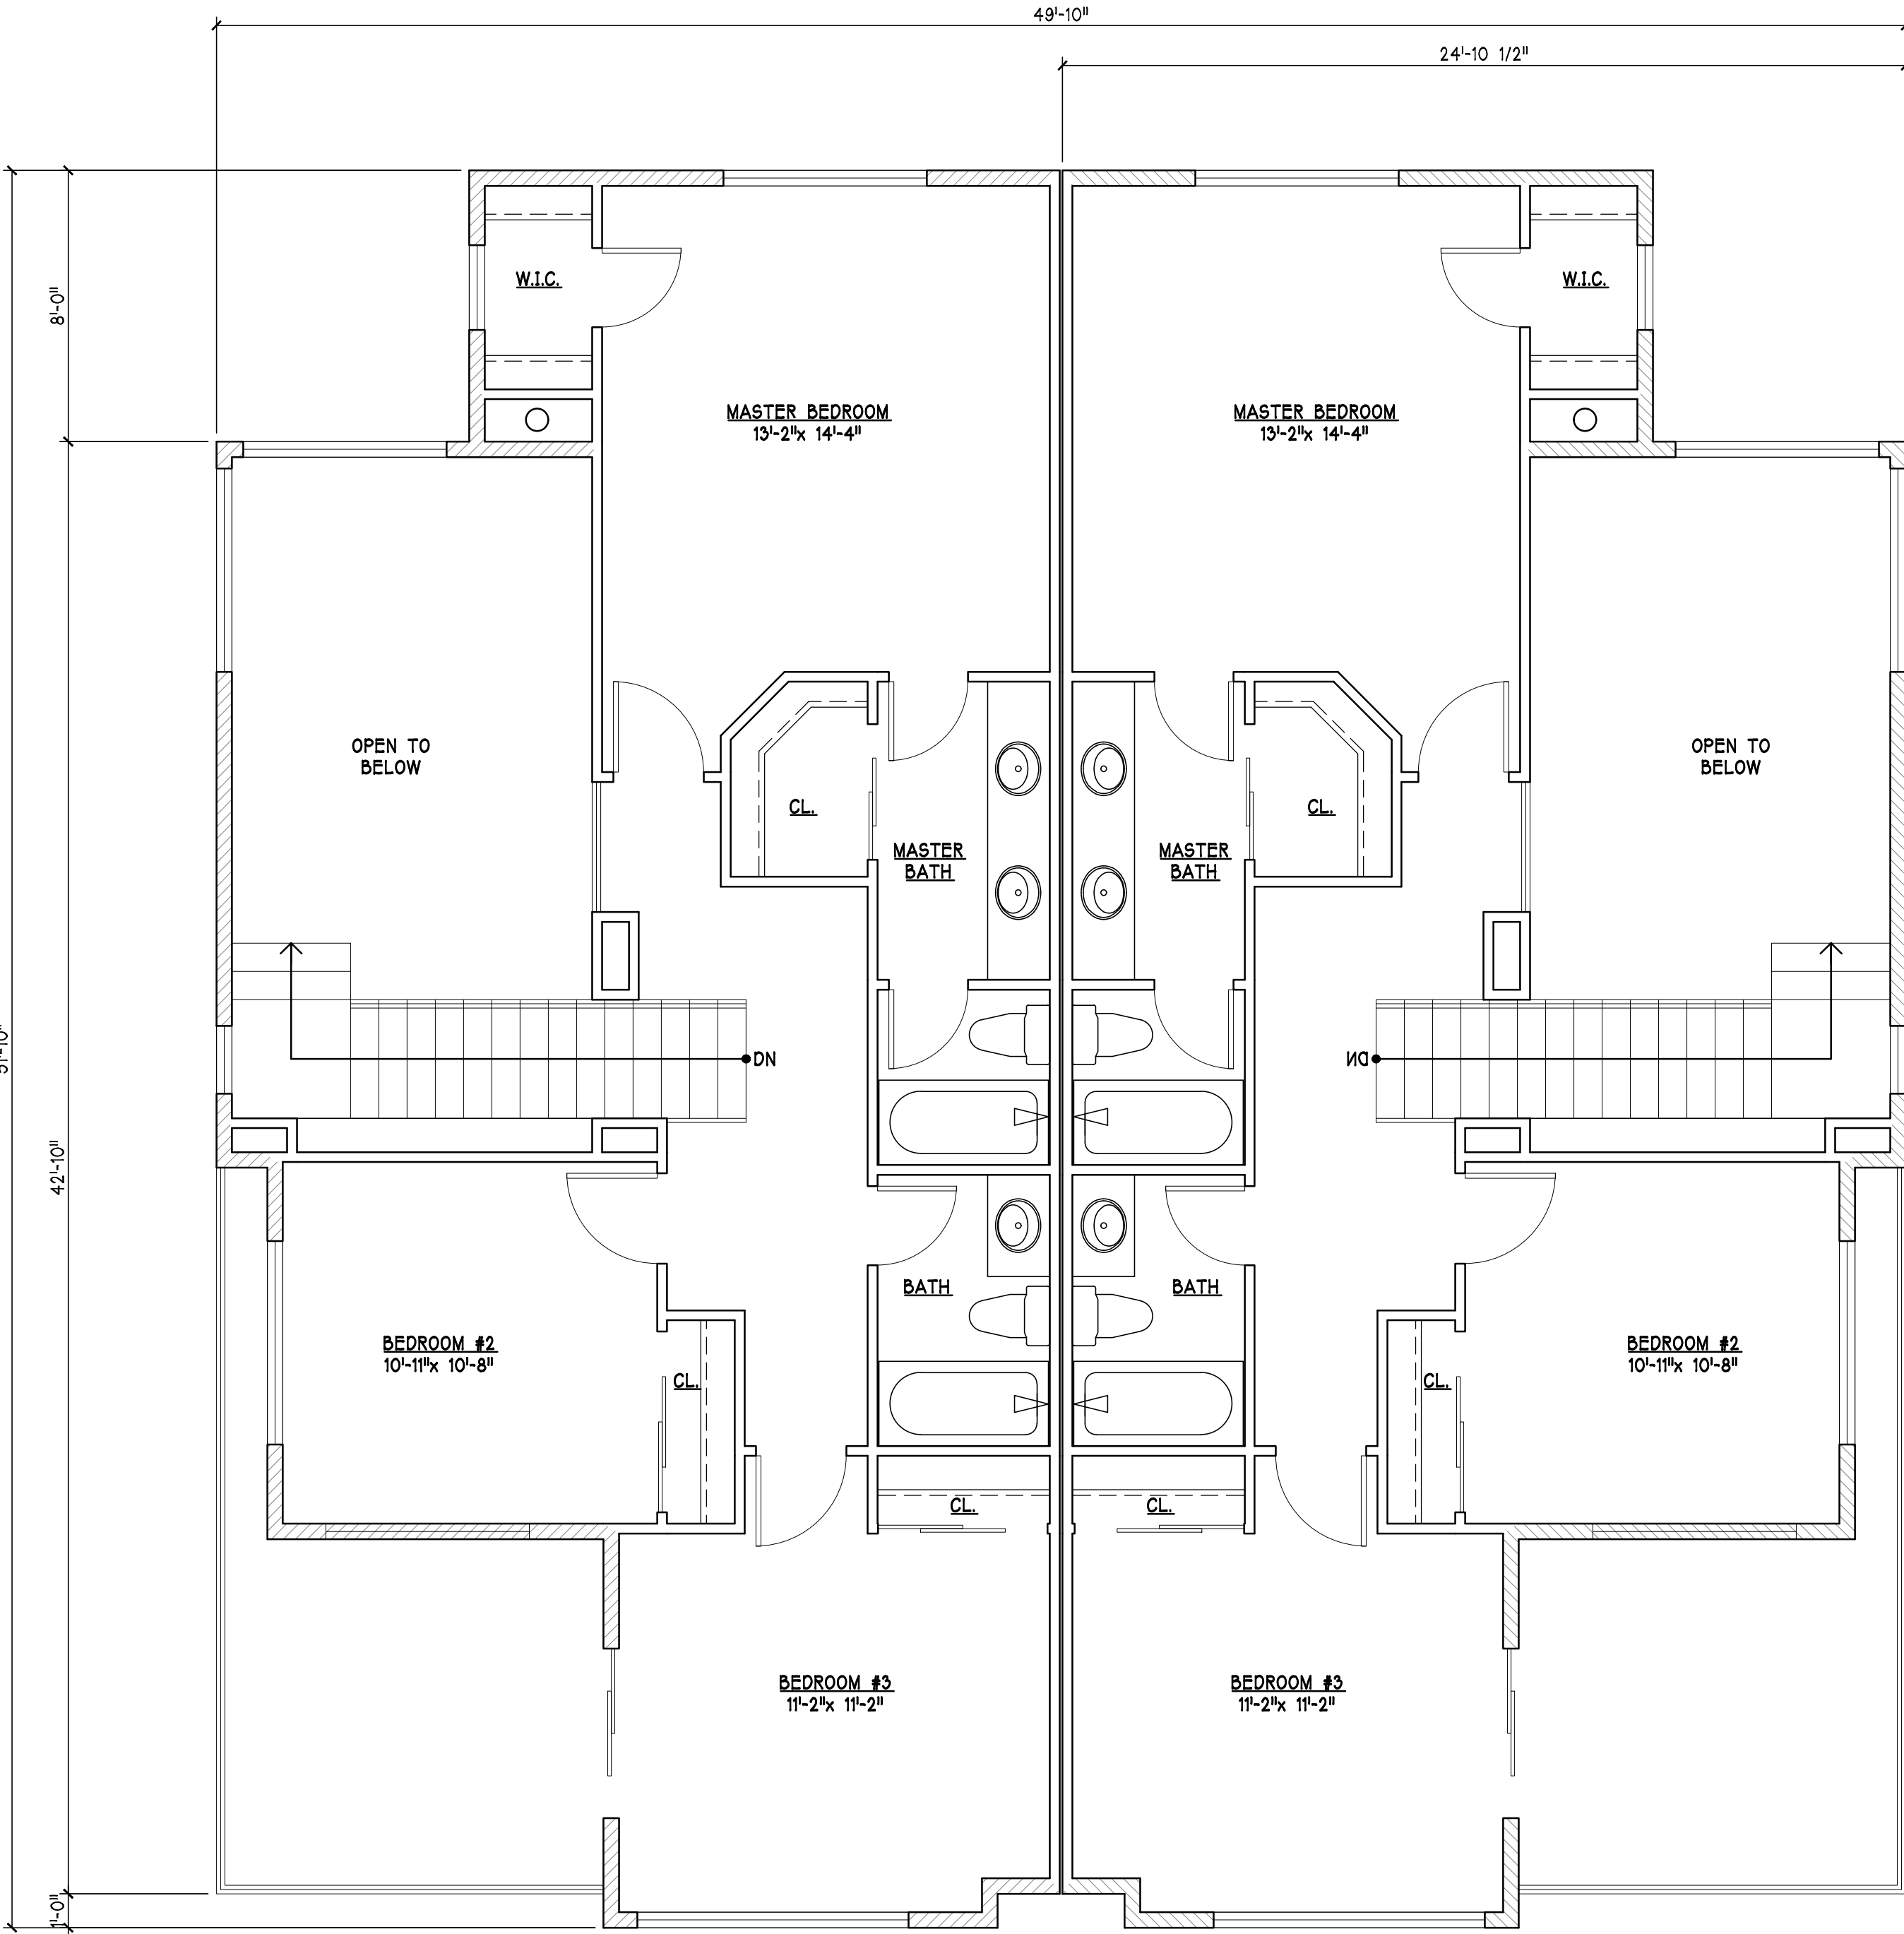 49'-10"
24'-10 1/2"
8'-0"
W.I.C.
W.I.C.
MASTER BEDROOM
13'-2"x 14'-4"
MASTER BEDROOM
13'-2"x 14'-4"
OPEN TO
BELOW
OPEN TO
BELOW
CL.
CL.
MASTER
BATH
MASTER
BATH
51'-10"
DN
DN
42'-10"
BATH
BATH
BEDROOM #2
10'-11"x 10'-8"
BEDROOM #2
10'-11"x 10'-8"
CL.
CL.
CL.
CL.
BEDROOM #3
11'-2"x 11'-2"
BEDROOM #3
11'-2"x 11'-2"
1'-0"